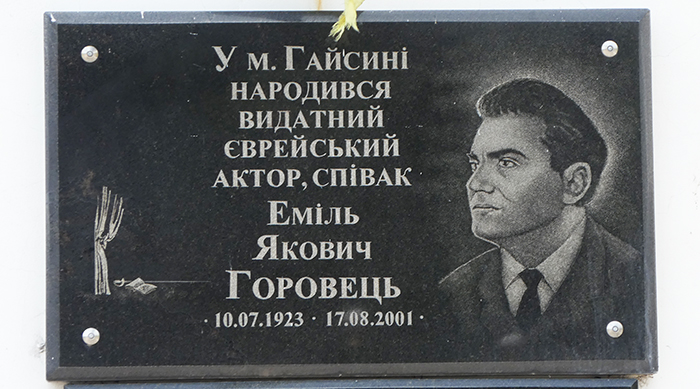 У м. Гайсині
народився
видатний
єврейський
актор, співак
Еміль
Якович
Горовець
· 10.07.1923 · 17.08.2001 ·